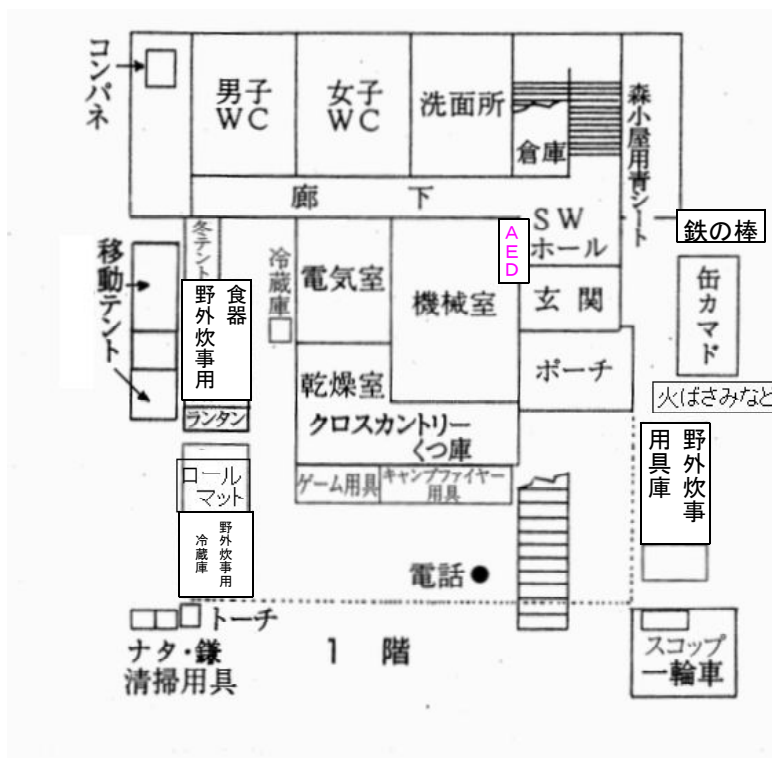 コンパネ
男子
WC
女子
WC
洗面所
倉庫
森小屋用青シート
廊下
SW
ホール
AED
鉄の棒
冬テント
移動テント
冷蔵庫
電気室
機械室
玄関
缶カマド
食器
野外炊事用
乾燥室
ポーチ
火ばさみなど
ランタン
クロスカントリー
くつ庫
野外炊事
用具庫
ロール
マット
ゲーム用具
キャンプファイヤー
用具
野外炊事用
冷蔵庫
電話
トーチ
ナタ・鎌
清掃用具
1階
スコップ
一輪車